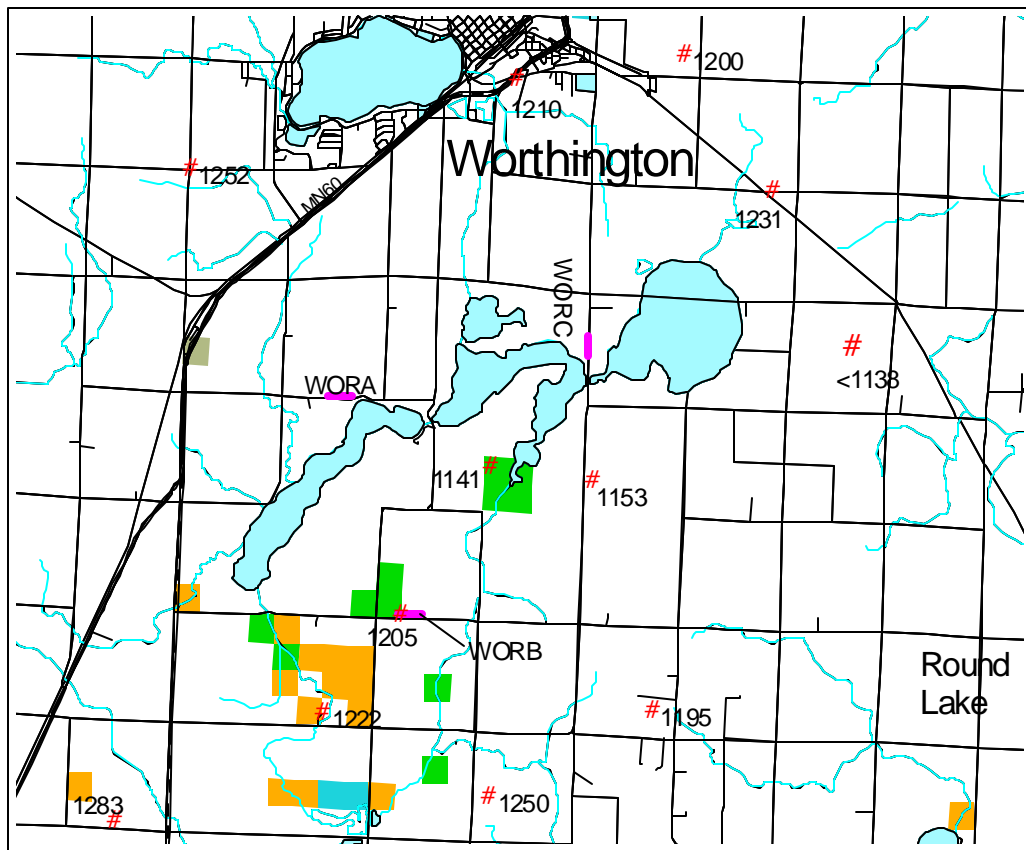 # 1200
#
1210
Worthington
# 1252
MN60
#
1231
WORC
#
<1138
WORA
1141 #
# 1153
#
1205
WORB
Round
Lake
# 1222
# 1195
1283
#
# 1250